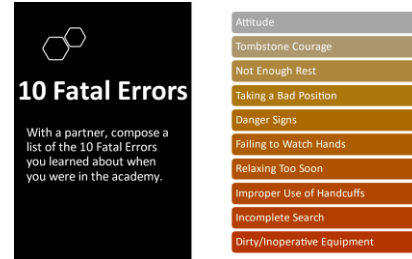 10 Fatal Errors
With a partner, compose a
list of the 10 Fatal Errors
you learned about when
you were in the academy.
Attitude
Tombstone Courage
Not Enough Rest
Taking a Bad Position
Danger Signs
Failing to Watch Hands
Relaxing Too Soon
Improper Use of Handcuffs
Incomplete Search
Dirty/Inoperative Equipment